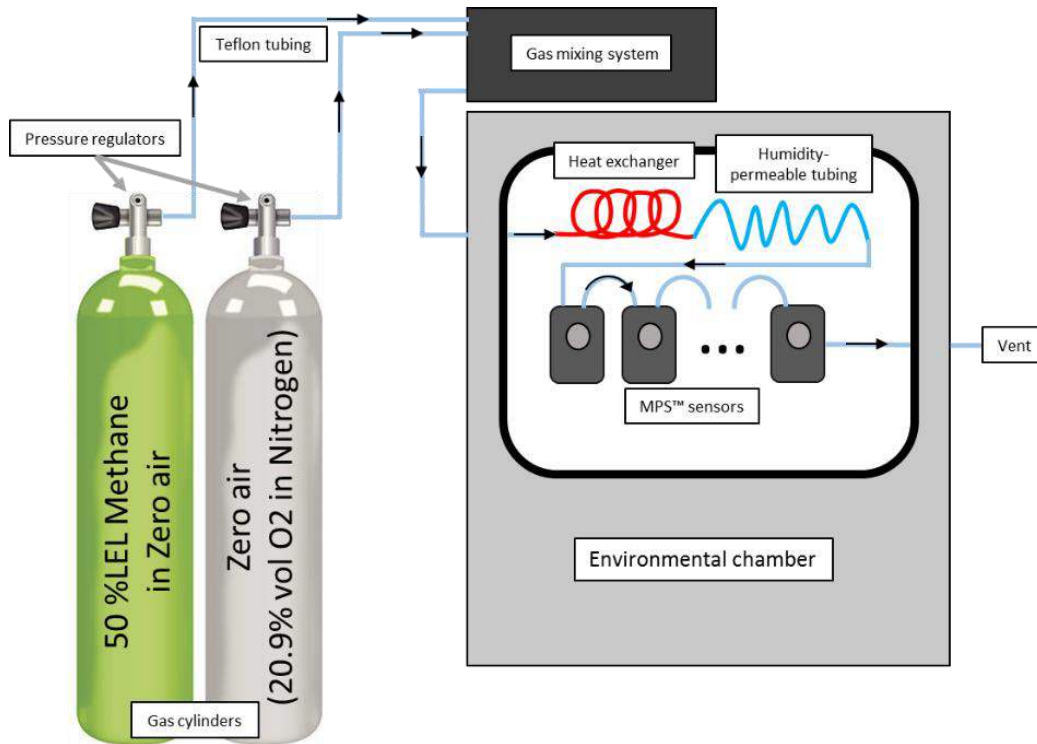 Teflon tubing
Gas mixing system
Pressure regulators
Heat exchanger
Humidity-
permeable tubing
MPS™ sensors
Vent
50 %LEL Methane
in Zero air
Zero air
(20.9% vol O2 in Nitrogen)
Environmental chamber
Gas cylinders